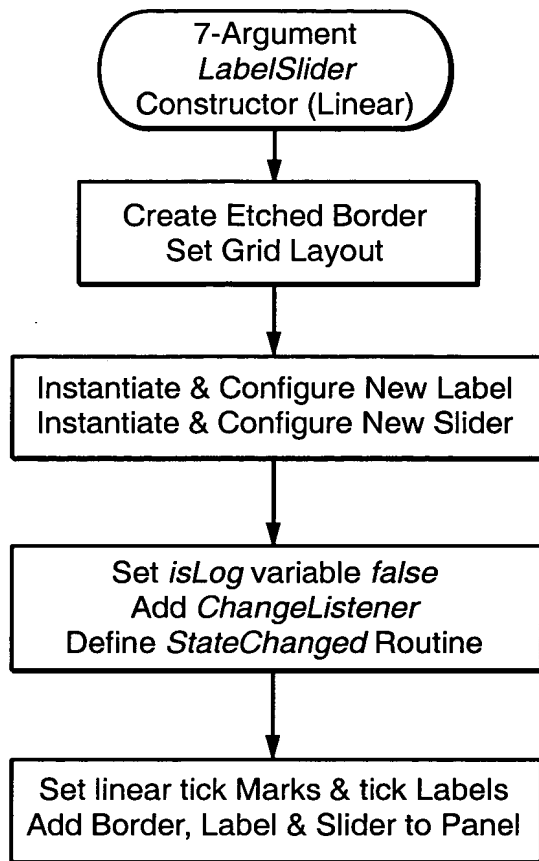 7-Argument
LabelSlider
Constructor (Linear)
Create Etched Border
Set Grid Layout
Instantiate & Configure New Label
Instantiate & Configure New Slider
Set isLog variable false
Add ChangeListener
Define StateChanged Routine
Set linear tick Marks & tick Labels
Add Border, Label & Slider to Panel